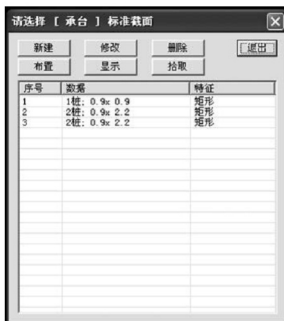 请选择 [ 承台 ] 标准截面
新建 修改 删除 退出
布置 显示 拾取
序号 数据 特征
1 1桩; 0.9x 0.9 矩形
2 2桩; 0.9x 2.2 矩形
3 2桩; 0.9x 2.2 矩形